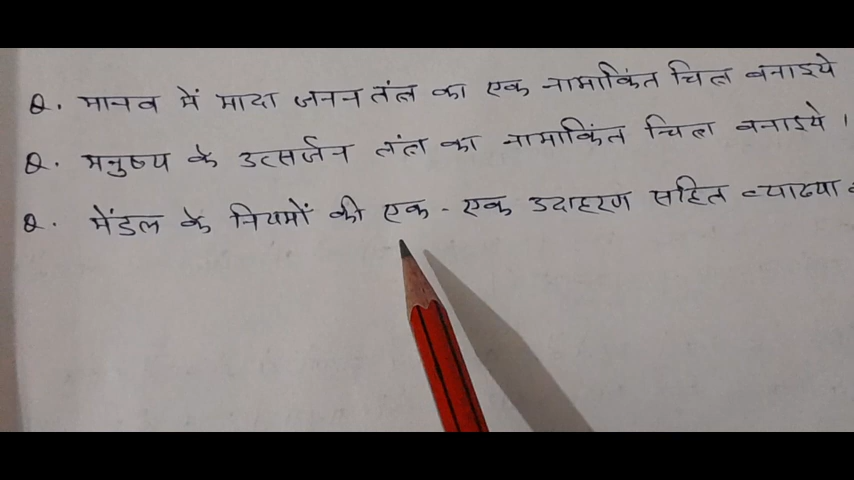 Q. मानव में मादा जनन तंत्र का एक नामांकित चित्र बनाइये
Q. मनुष्य के उत्सर्जन तंत्र का नामांकित चित्र बनाइये।
Q. मेंडल के नियमों की एक-एक उदाहरण सहित व्याख्या